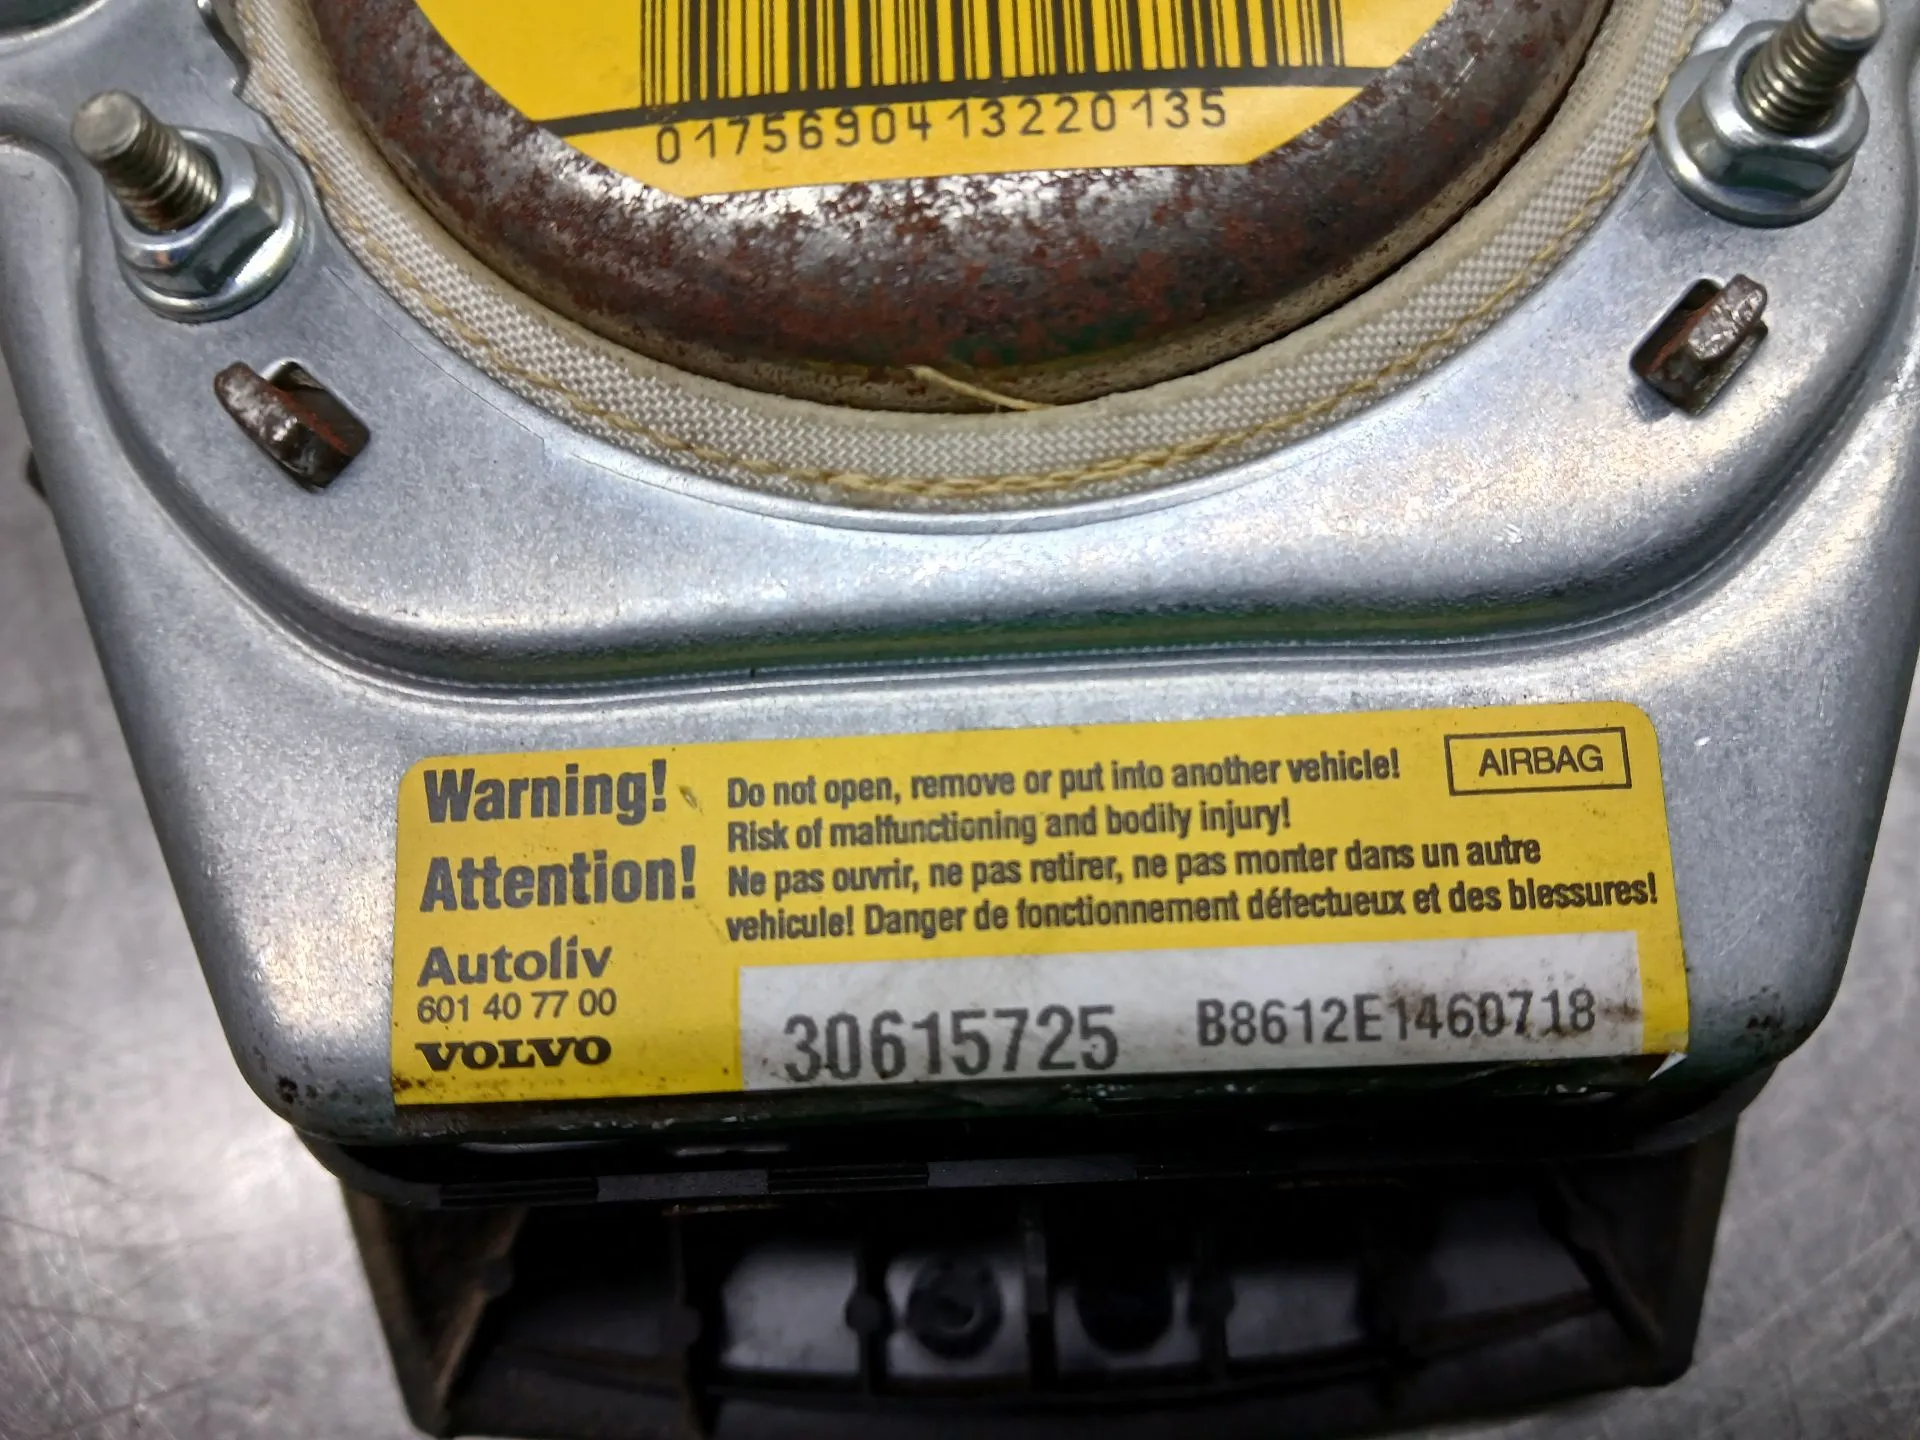 0175690413220135
Warning!
Do not open, remove or put into another vehicle!
Risk of malfunctioning and bodily injury!
AIRBAG
Attention!
Ne pas ouvrir, ne pas retirer, ne pas monter dans un autre
vehicule! Danger de fonctionnement défectueux et des blessures!
Autoliv
601 40 77 00
VOLVO
30615725 B8612E1460718